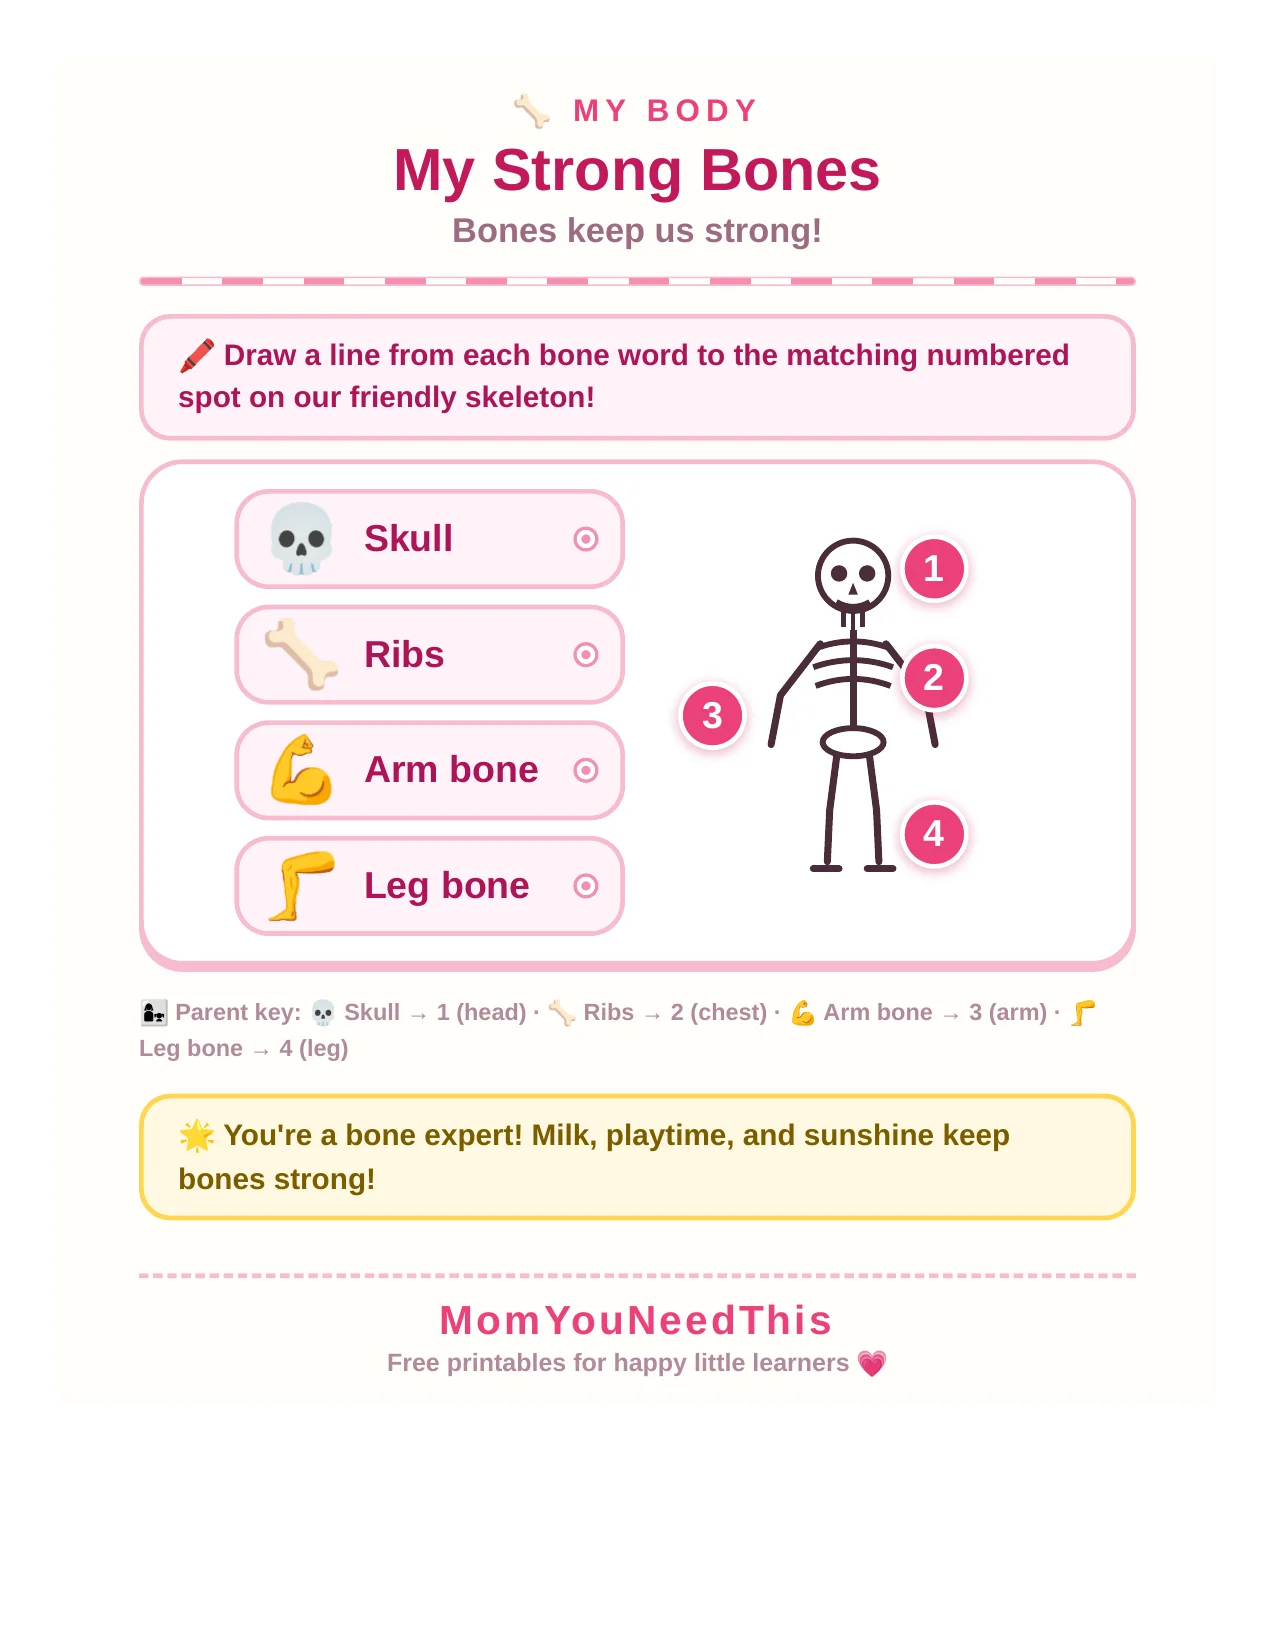 🦴 MY BODY
My Strong Bones
Bones keep us strong!
🖍️ Draw a line from each bone word to the matching numbered
spot on our friendly skeleton!
💀 Skull
🦴 Ribs
💪 Arm bone
🦵 Leg bone
1
2
3
4
👩‍👧 Parent key: 💀 Skull → 1 (head) · 🦴 Ribs → 2 (chest) · 💪 Arm bone → 3 (arm) · 🦵
Leg bone → 4 (leg)
🌟 You're a bone expert! Milk, playtime, and sunshine keep
bones strong!
MomYouNeedThis
Free printables for happy little learners 💗